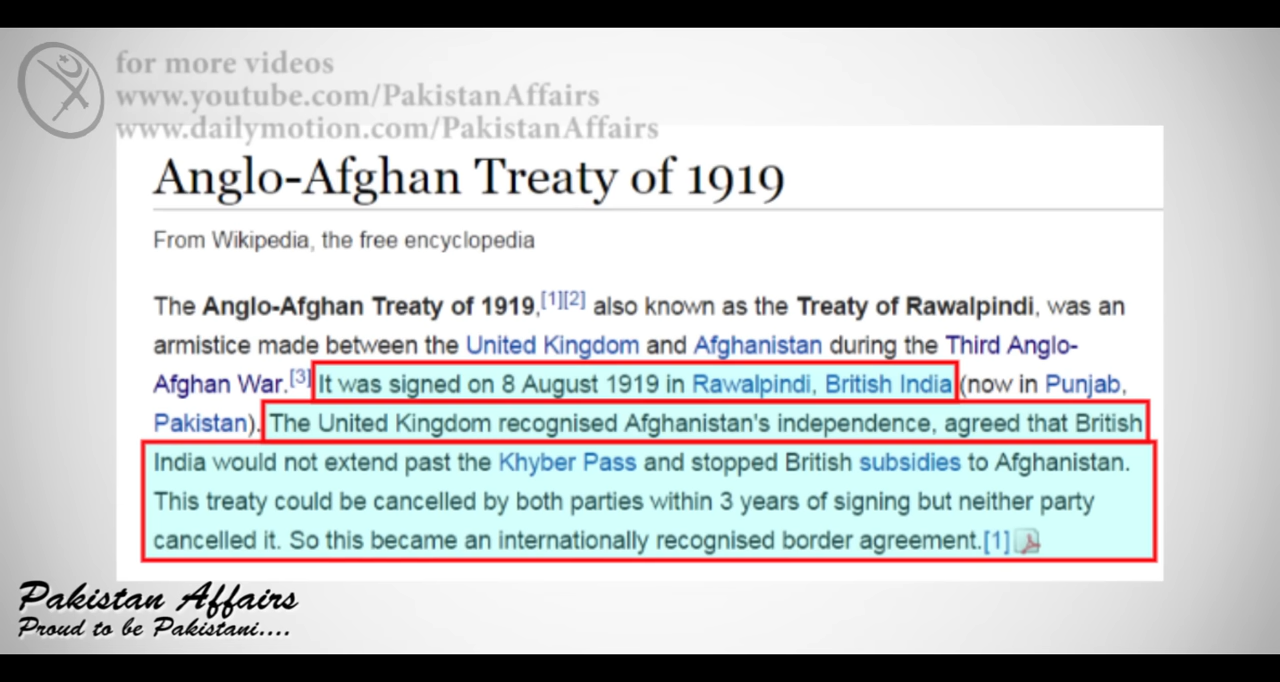 for more videos
www.youtube.com/PakistanAffairs
www.dailymotion.com/PakistanAffairs
Anglo-Afghan Treaty of 1919
From Wikipedia, the free encyclopedia
The Anglo-Afghan Treaty of 1919,[1][2] also known as the Treaty of Rawalpindi, was an
armistice made between the United Kingdom and Afghanistan during the Third Anglo-
Afghan War.[3] It was signed on 8 August 1919 in Rawalpindi, British India (now in Punjab,
Pakistan). The United Kingdom recognised Afghanistan's independence, agreed that British
India would not extend past the Khyber Pass and stopped British subsidies to Afghanistan.
This treaty could be cancelled by both parties within 3 years of signing but neither party
cancelled it. So this became an internationally recognised border agreement.[1]
Pakistan Affairs
Proud to be Pakistani....